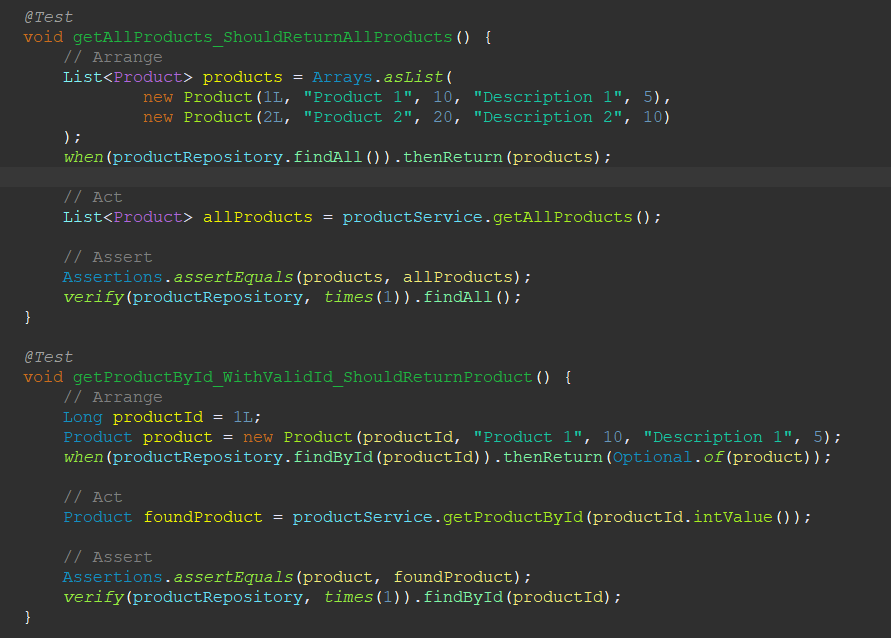 @Test
void getAllProducts_ShouldReturnAllProducts() {
    // Arrange
    List<Product> products = Arrays.asList(
            new Product(1L, "Product 1", 10, "Description 1", 5),
            new Product(2L, "Product 2", 20, "Description 2", 10)
    );
    when(productRepository.findAll()).thenReturn(products);
    // Act
    List<Product> allProducts = productService.getAllProducts();
    // Assert
    Assertions.assertEquals(products, allProducts);
    verify(productRepository, times(1)).findAll();
}
@Test
void getProductById_WithValidId_ShouldReturnProduct() {
    // Arrange
    Long productId = 1L;
    Product product = new Product(productId, "Product 1", 10, "Description 1", 5);
    when(productRepository.findById(productId)).thenReturn(Optional.of(product));
    // Act
    Product foundProduct = productService.getProductById(productId.intValue());
    // Assert
    Assertions.assertEquals(product, foundProduct);
    verify(productRepository, times(1)).findById(productId);
}